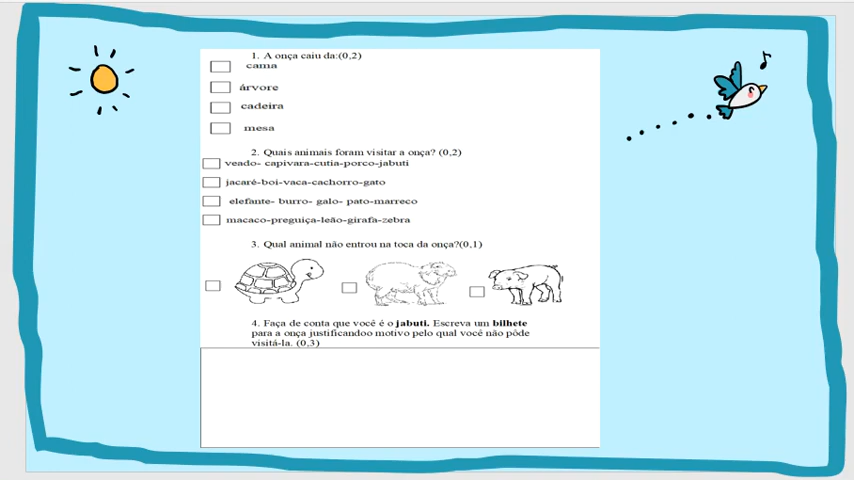 1. A onça caiu da:(0,2)
cama
árvore
cadeira
mesa
2. Quais animais foram visitar a onça? (0,2)
veado- capivara-cutia-porco-jabuti
jacaré-boi-vaca-cachorro-gato
elefante- burro- galo- pato-marreco
macaco-preguiça-leão-girafa-zebra
3. Qual animal não entrou na toca da onça?(0,1)
4. Faça de conta que você é o jabuti. Escreva um bilhete
para a onça justificandoo motivo pelo qual você não pôde
visitá-la. (0,3)